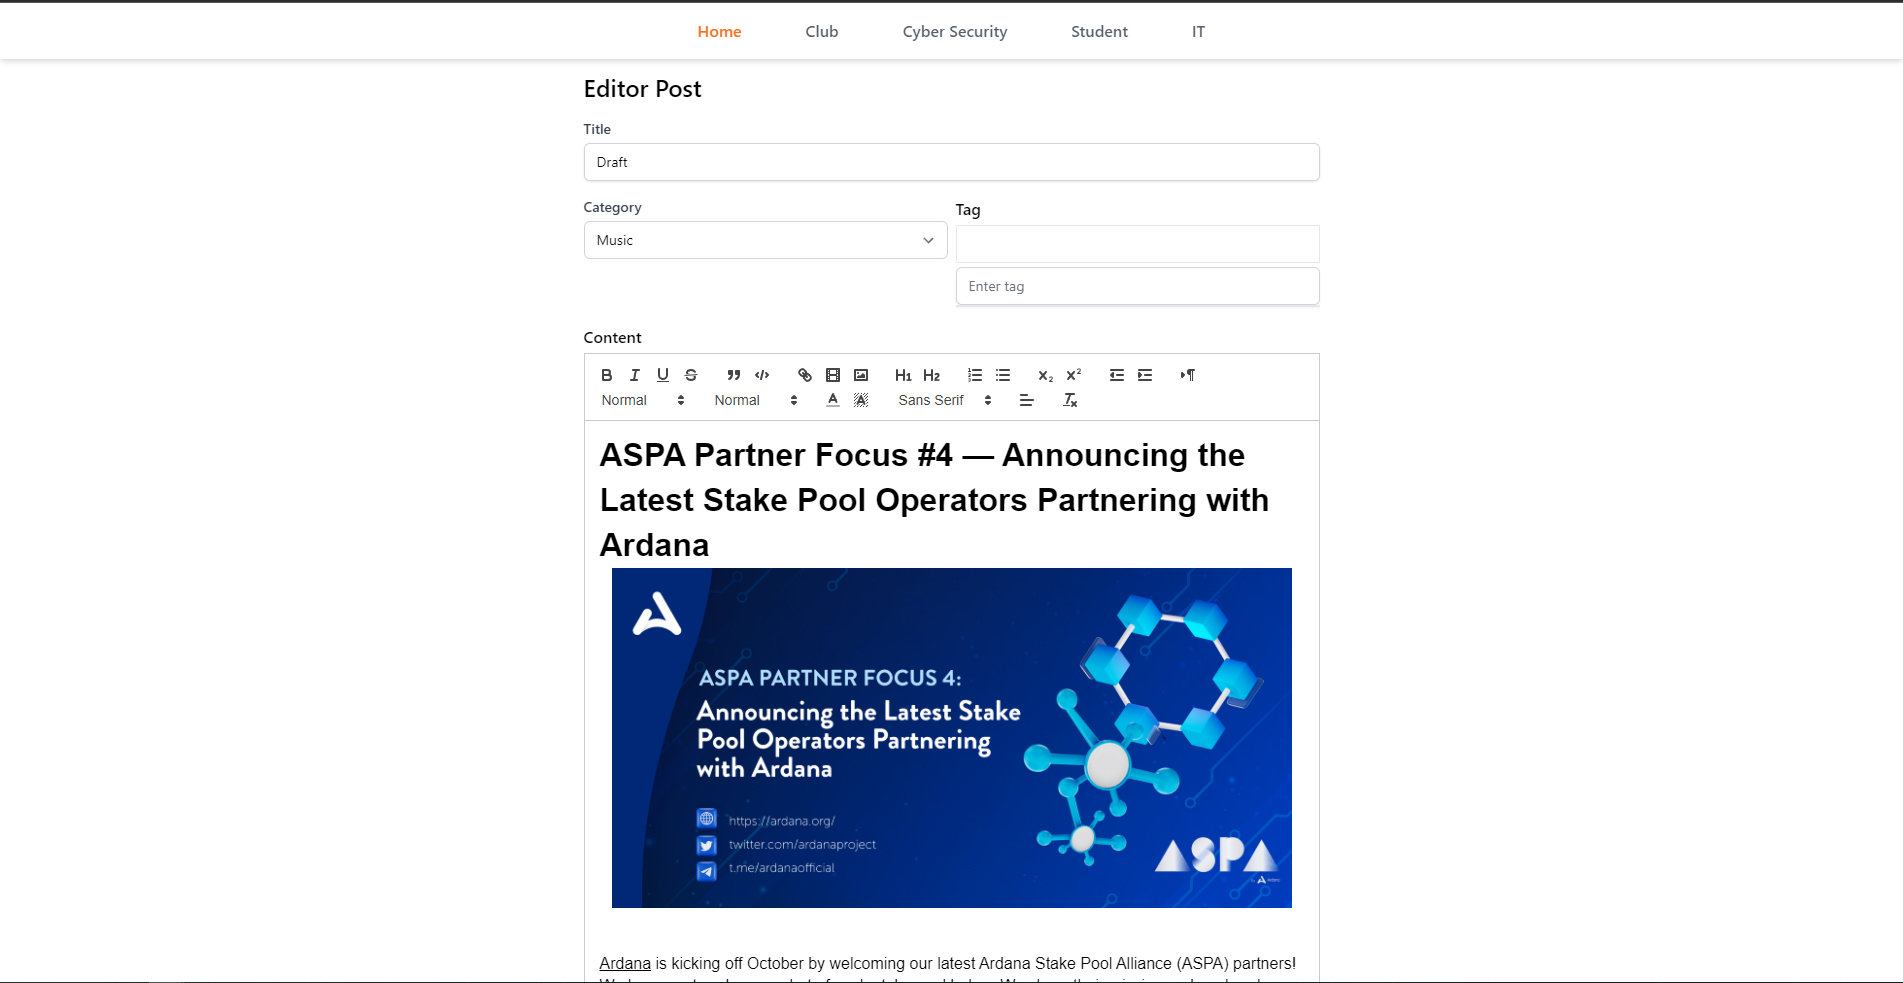 Home Club Cyber Security Student IT
Editor Post
Title
Draft
Category
Music
Tag
Enter tag
Content
B I U S H1 H2 X2 X2
Normal Normal A A Sans Serif Tx
ASPA Partner Focus #4 — Announcing the
Latest Stake Pool Operators Partnering with
Ardana
ASPA PARTNER FOCUS 4:
Announcing the Latest Stake
Pool Operators Partnering
with Ardana
https://ardana.org/
twitter.com/ardanaproject
t.me/ardanaofficial
ASPA
Ardana is kicking off October by welcoming our latest Ardana Stake Pool Alliance (ASPA) partners!